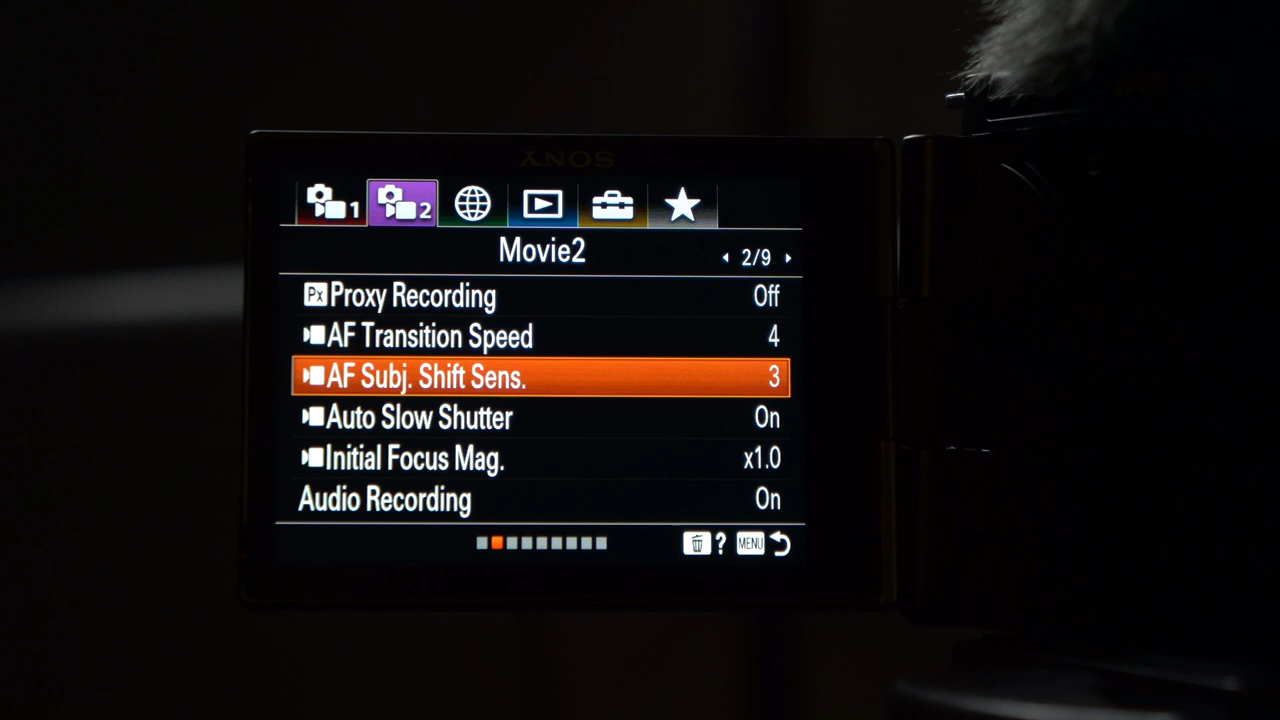 SONY
1
2
Movie2
2/9
Px Proxy Recording Off
AF Transition Speed 4
AF Subj. Shift Sens. 3
Auto Slow Shutter On
Initial Focus Mag. x1.0
Audio Recording On
? MENU